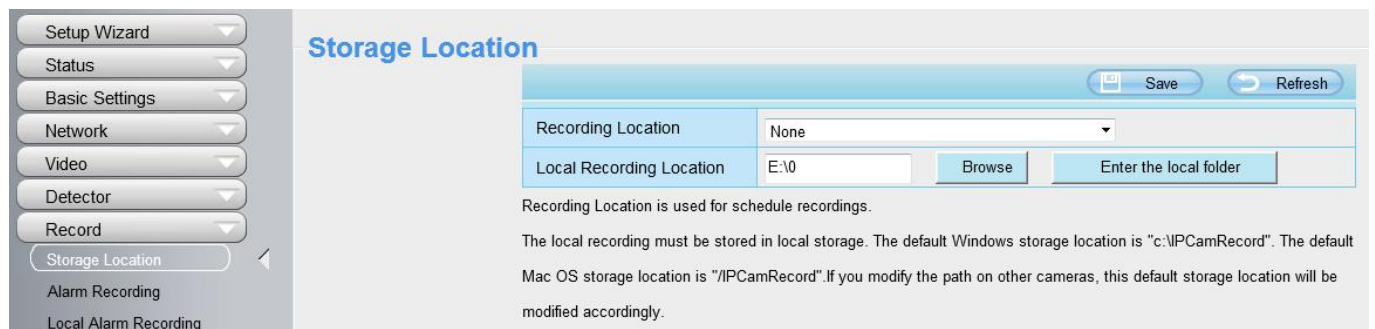 Setup Wizard
Status
Basic Settings
Network
Video
Detector
Record
Storage Location
Alarm Recording
Local Alarm Recording
Storage Location
Save Refresh
Recording Location None
Local Recording Location E:\0 Browse Enter the local folder
Recording Location is used for schedule recordings.
The local recording must be stored in local storage. The default Windows storage location is "c:\IPCamRecord". The default
Mac OS storage location is "/IPCamRecord".If you modify the path on other cameras, this default storage location will be
modified accordingly.